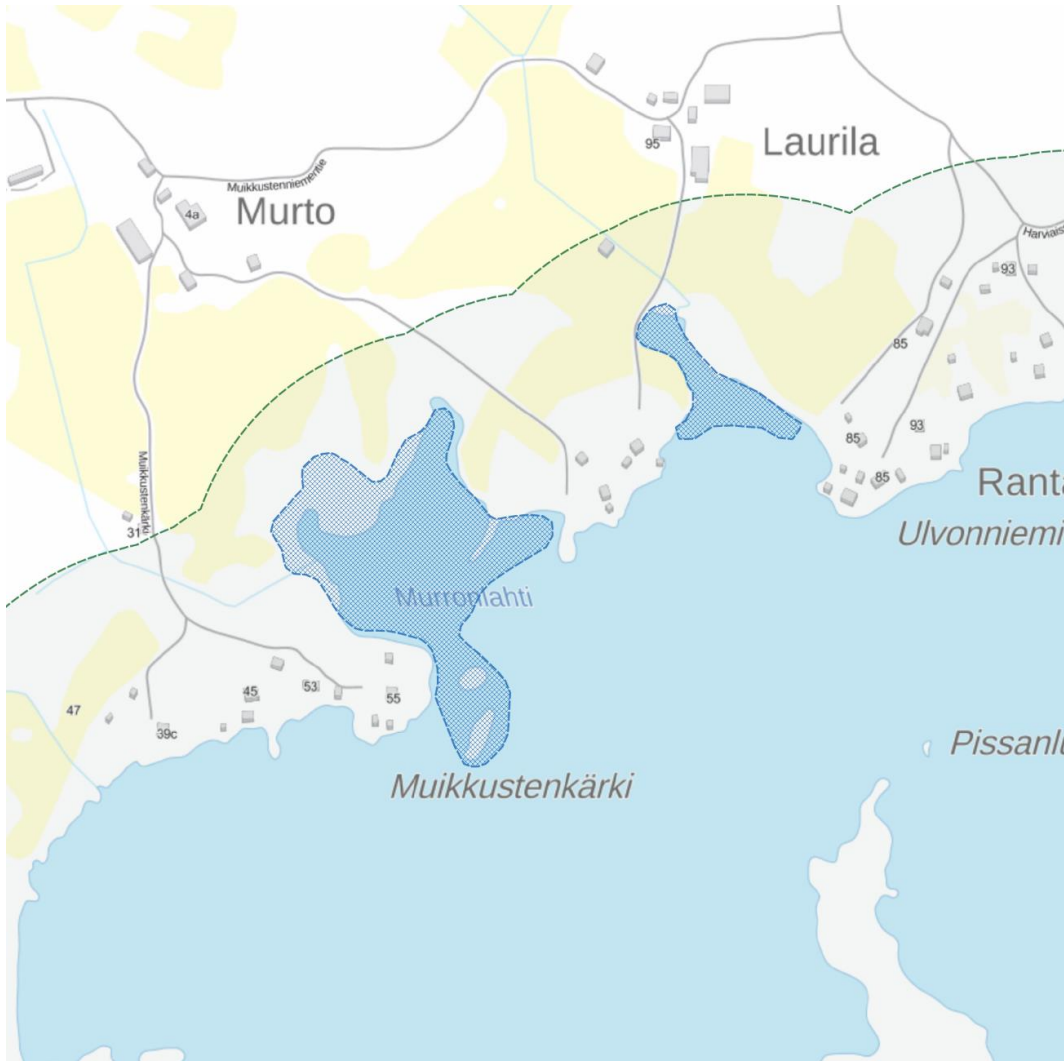 95
Laurila
Muikkustenniementie
4a
Murto
Harviais
93
85
93
85
85
Ranta
Ulvonniemi
Muikkustenkärki
31
Murronlahti
47
45
53
55
39c
Pissanlu
Muikkustenkärki